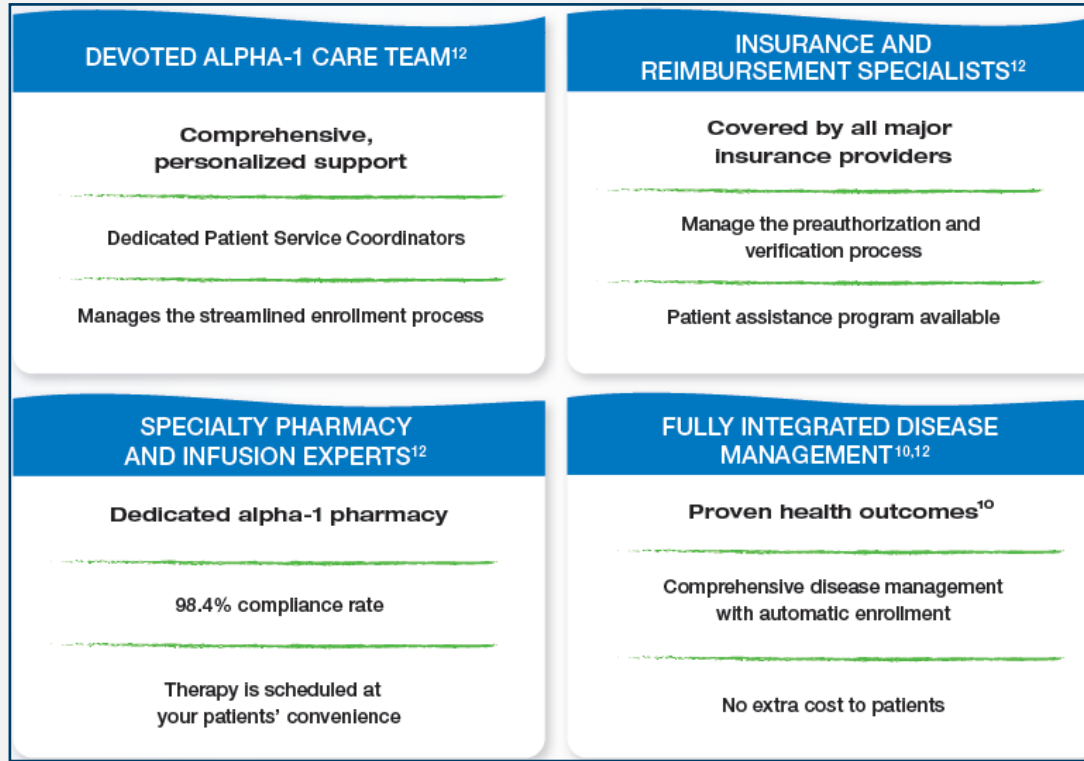 DEVOTED ALPHA-1 CARE TEAM¹²
Comprehensive,
personalized support
Dedicated Patient Service Coordinators
Manages the streamlined enrollment process
INSURANCE AND
REIMBURSEMENT SPECIALISTS¹²
Covered by all major
insurance providers
Manage the preauthorization and
verification process
Patient assistance program available
SPECIALTY PHARMACY
AND INFUSION EXPERTS¹²
Dedicated alpha-1 pharmacy
98.4% compliance rate
Therapy is scheduled at
your patients’ convenience
FULLY INTEGRATED DISEASE
MANAGEMENT¹⁰,¹²
Proven health outcomes¹⁰
Comprehensive disease management
with automatic enrollment
No extra cost to patients